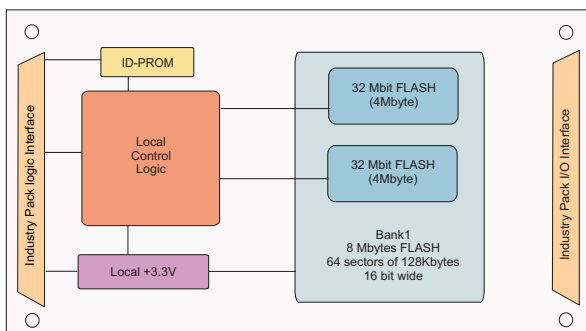 ID-PROM
Industry Pack logic Interface
Local
Control
Logic
Local +3.3V
32 Mbit FLASH
(4Mbyte)
32 Mbit FLASH
(4Mbyte)
Bank1
8 Mbytes FLASH
64 sectors of 128Kbytes
16 bit wide
Industry Pack I/O Interface